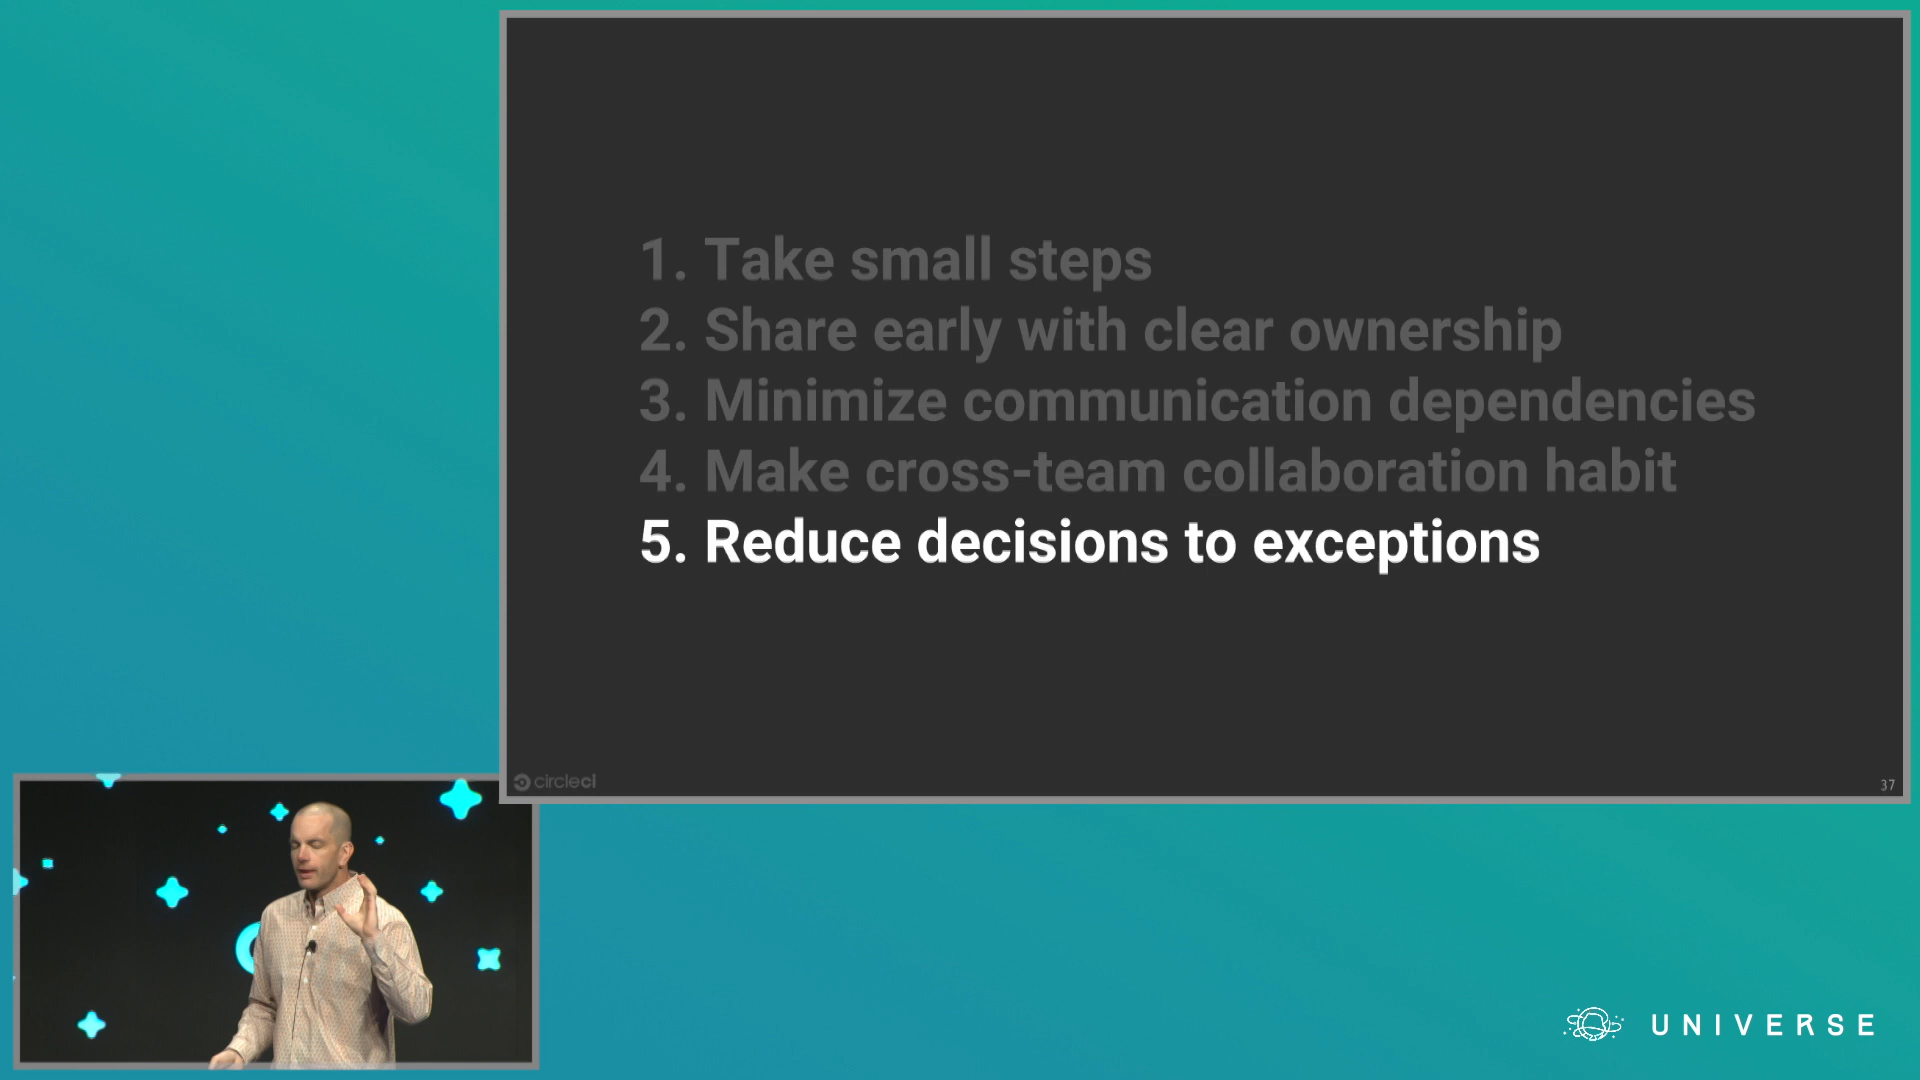 1. Take small steps
2. Share early with clear ownership
3. Minimize communication dependencies
4. Make cross-team collaboration habit
5. Reduce decisions to exceptions
circleci
37
UNIVERSE